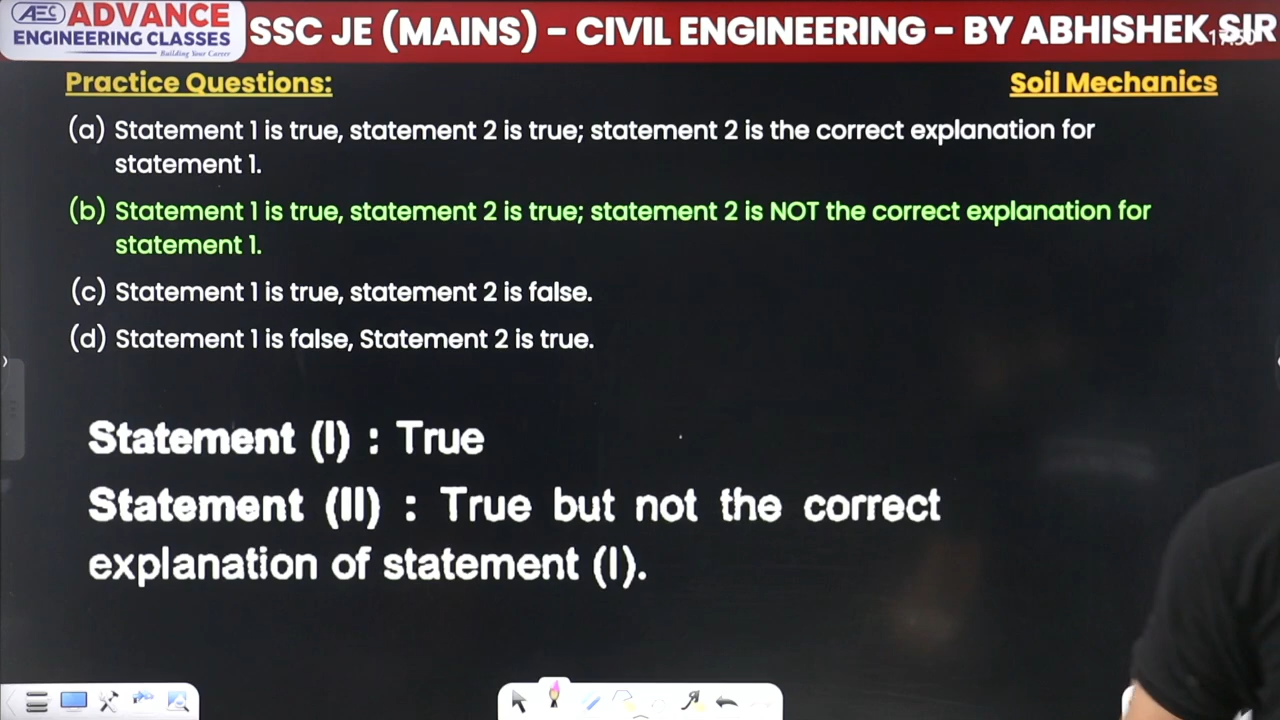 AEC ADVANCE
ENGINEERING CLASSES
Building Your Career
SSC JE (MAINS) - CIVIL ENGINEERING - BY ABHISHEK SIR
Practice Questions:
Soil Mechanics
(a) Statement 1 is true, statement 2 is true; statement 2 is the correct explanation for
statement 1.
(b) Statement 1 is true, statement 2 is true; statement 2 is NOT the correct explanation for
statement 1.
(c) Statement 1 is true, statement 2 is false.
(d) Statement 1 is false, Statement 2 is true.
Statement (I) : True
Statement (II) : True but not the correct
explanation of statement (I).